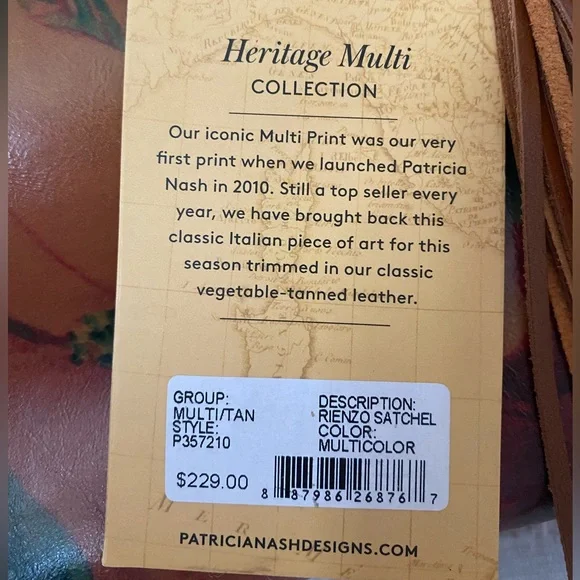 Heritage Multi
COLLECTION
Our iconic Multi Print was our very
first print when we launched Patricia
Nash in 2010. Still a top seller every
year, we have brought back this
classic Italian piece of art for this
season trimmed in our classic
vegetable-tanned leather.
GROUP:
MULTI/TAN
STYLE:
P357210
$229.00
DESCRIPTION:
RIENZO SATCHEL
COLOR:
MULTICOLOR
8 87986 26876 7
PATRICIANASHDESIGNS.COM